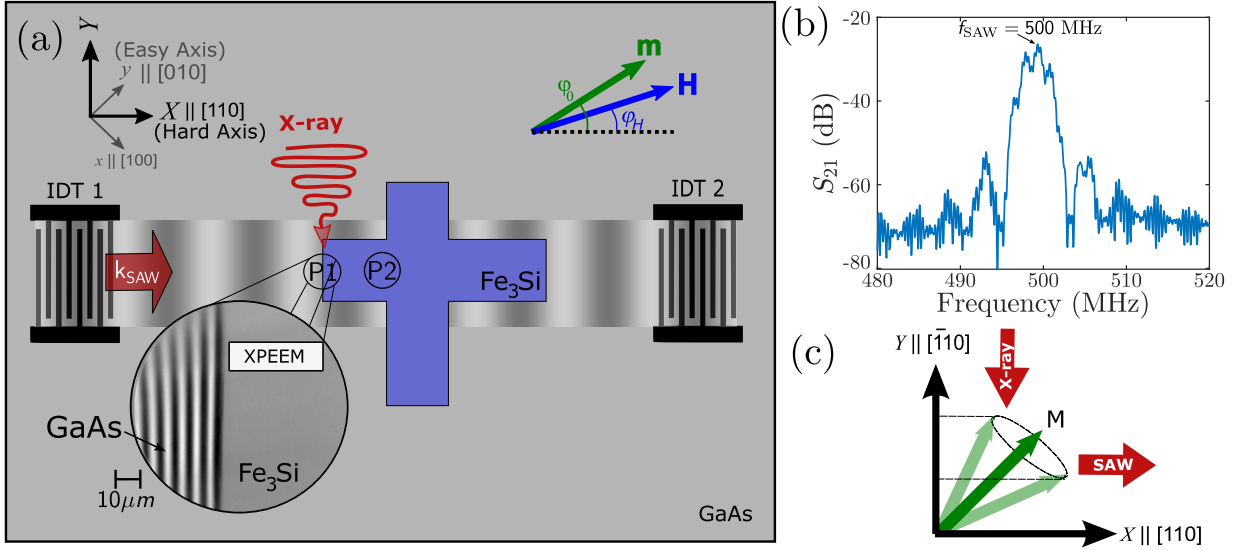 (a)
Y
(Easy Axis)
y || [010]
X || [110]
(Hard Axis)
x || [100]
m
H
φ0
φH
X-ray
IDT 1
IDT 2
kSAW
P1
P2
Fe3Si
XPEEM
GaAs
Fe3Si
10μm
GaAs
(b)
fSAW = 500 MHz
S21 (dB)
-20
-40
-60
-80
480
490
500
510
520
Frequency (MHz)
(c)
Y || [1̄10]
X-ray
M
SAW
X || [110]